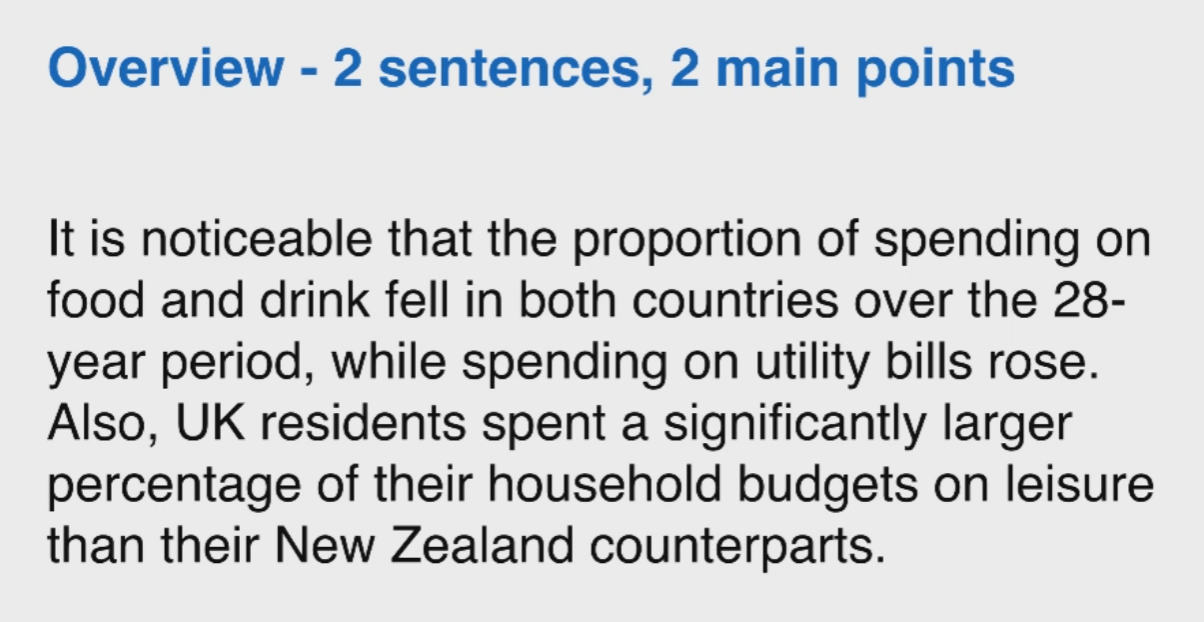 Overview - 2 sentences, 2 main points
It is noticeable that the proportion of spending on
food and drink fell in both countries over the 28-
year period, while spending on utility bills rose.
Also, UK residents spent a significantly larger
percentage of their household budgets on leisure
than their New Zealand counterparts.